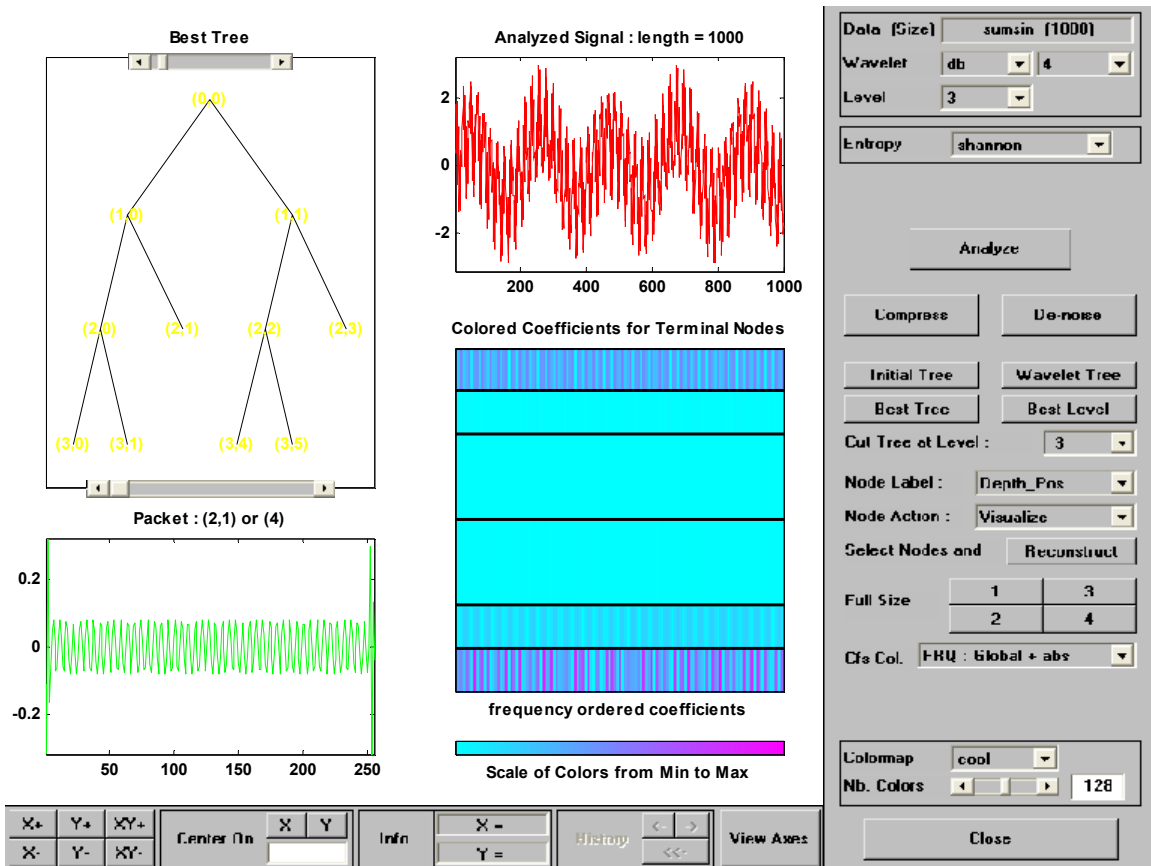 Best Tree
(0,0)
(1,0) (1,1)
(2,0) (2,1) (2,2) (2,3)
(3,0) (3,1) (3,4) (3,5)
Packet : (2,1) or (4)
0.2
0
-0.2
50 100 150 200 250
Analyzed Signal : length = 1000
2
0
-2
200 400 600 800 1000
Colored Coefficients for Terminal Nodes
frequency ordered coefficients
Scale of Colors from Min to Max
Data (Size) sumsin (1000)
Wavelet db 4
Level 3
Entropy shannon
Analyze
Compress De-noise
Initial Tree Wavelet Tree
Best Tree Best Level
Cut Tree at Level : 3
Node Label : Depth_Pos
Node Action : Visualize
Select Nodes and Reconstruct
Full Size 1 3
2 4
Cfs Col. FRQ : Global + abs
Colormap cool
Nb. Colors 128
Close
X+ Y+ XY+
X- Y- XY-
Center On X Y
Info X =
Y =
History <- ->
<<-
View Axes